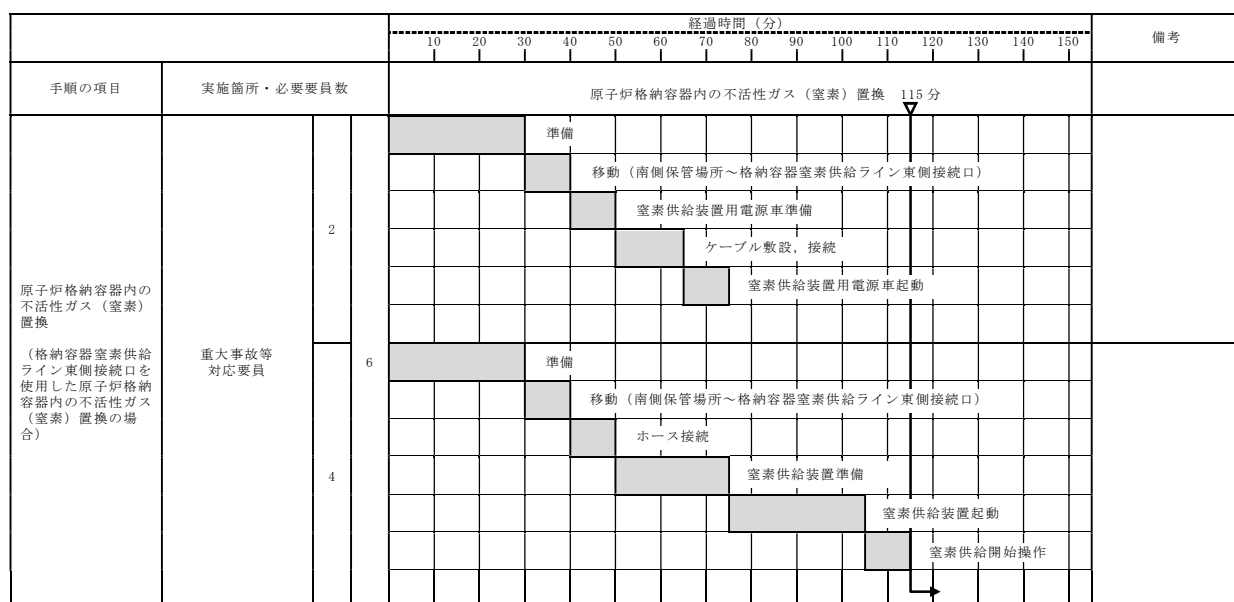 経過時間（分）
10 20 30 40 50 60 70 80 90 100 110 120 130 140 150
備考
手順の項目
実施箇所・必要要員数
原子炉格納容器内の不活性ガス（窒素）置換 115分
準備
移動（南側保管場所～格納容器窒素供給ライン東側接続口）
窒素供給装置用電源車準備
2
ケーブル敷設，接続
窒素供給装置用電源車起動
原子炉格納容器内の
不活性ガス（窒素）
置換
（格納容器窒素供給
ライン東側接続口を
使用した原子炉格納
容器内の不活性ガス
（窒素）置換の場
合）
重大事故等
対応要員
6
準備
移動（南側保管場所～格納容器窒素供給ライン東側接続口）
ホース接続
4
窒素供給装置準備
窒素供給装置起動
窒素供給開始操作